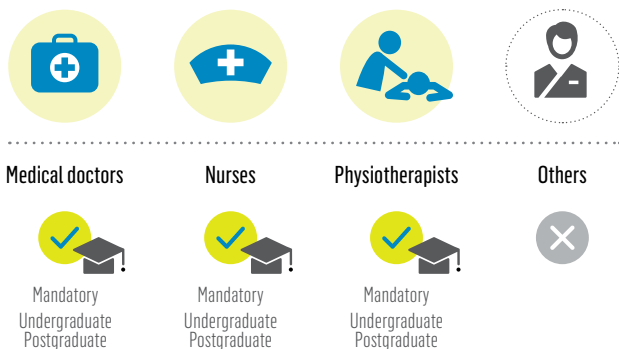 Medical doctors
Nurses
Physiotherapists
Others
Mandatory
Undergraduate
Postgraduate
Mandatory
Undergraduate
Postgraduate
Mandatory
Undergraduate
Postgraduate